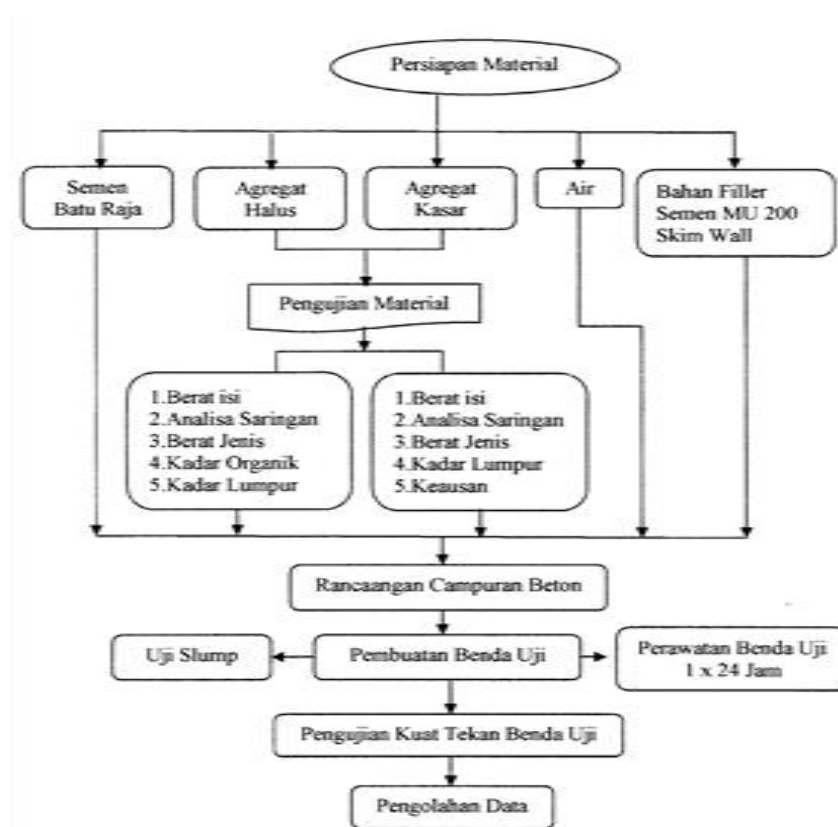 Persiapan Material
Semen
Batu Raja
Agregat
Halus
Agregat
Kasar
Air
Bahan Filler
Semen MU 200
Skim Wall
Pengujian Material
1.Berat isi
2.Analisa Saringan
3.Berat Jenis
4.Kadar Organik
5.Kadar Lumpur
1.Berat isi
2.Analisa Saringan
3.Berat Jenis
4.Kadar Lumpur
5.Keausan
Rancaangan Campuran Beton
Uji Slump
Pembuatan Benda Uji
Perawatan Benda Uji
1 x 24 Jam
Pengujian Kuat Tekan Benda Uji
Pengolahan Data